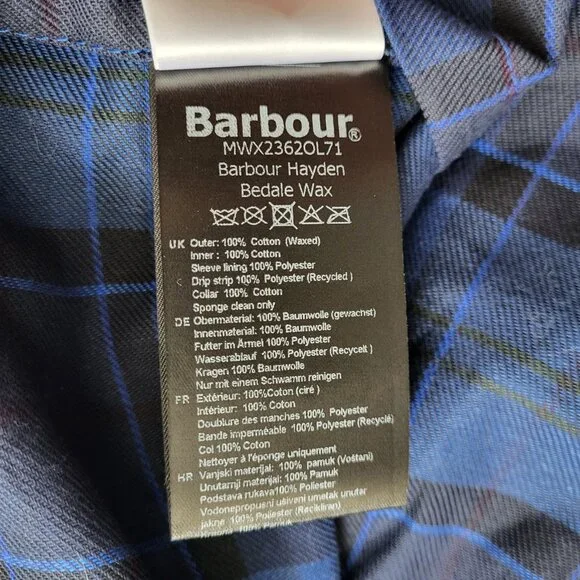 Barbour®
MWX2362OL71
Barbour Hayden
Bedale Wax
UK Outer: 100% Cotton (Waxed)
Inner : 100% Cotton
Sleeve lining 100% Polyester
Drip strip 100% Polyester (Recycled )
Collar 100% Cotton
Sponge clean only
DE Obermaterial: 100% Baumwolle (gewachst)
Innenmaterial: 100% Baumwolle
Futter im Ärmel 100% Polyester
Wasserablauf 100% Polyester (Recycelt )
Kragen 100% Baumwolle
Nur mit einem Schwamm reinigen
FR Extérieur: 100%Coton (ciré )
Intérieur: 100% Coton
Doublure des manches 100% Polyester
Bande imperméable 100% Polyester (Recyclé)
Col 100% Coton
Nettoyer à l'éponge uniquement
HR Vanjski materijal: 100% pamuk (Voštani)
Unutarnji materijal: 100% pamuk
Podstava rukava100% Poliester
Vodonepropusni ušiveni umetak unutar
jakne 100% Poliester (Recikliran)
100% Pamuk